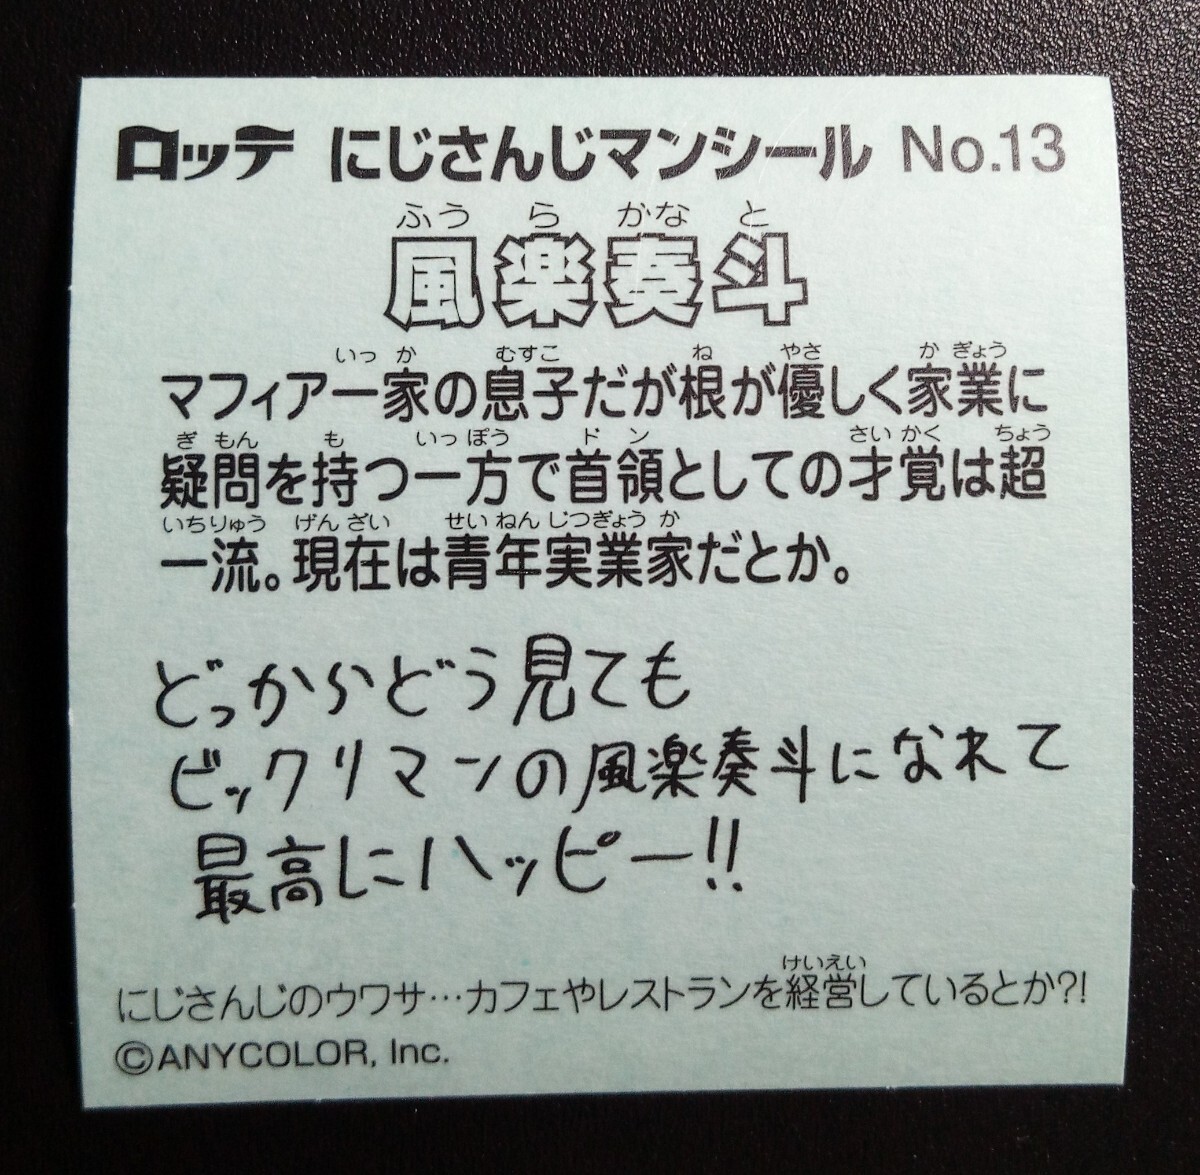 ロッテ にじさんじマンシール No.13
ふうらかなと
風楽奏斗
いっか むすこ ね やさ かぎょう
マフィア一家の息子だが根が優しく家業に
ぎもん も いっぽう ドン さいかく ちょう
疑問を持つ一方で首領としての才覚は超
いちりゅう げんざい せいねんじつぎょうか
一流。現在は青年実業家だとか。
どっか〜どう見ても
ビックリマンの風楽奏斗になれて
最高にハッピー!!
けいえい
にじさんじのウワサ…カフェやレストランを経営しているとか?!
©ANYCOLOR, Inc.